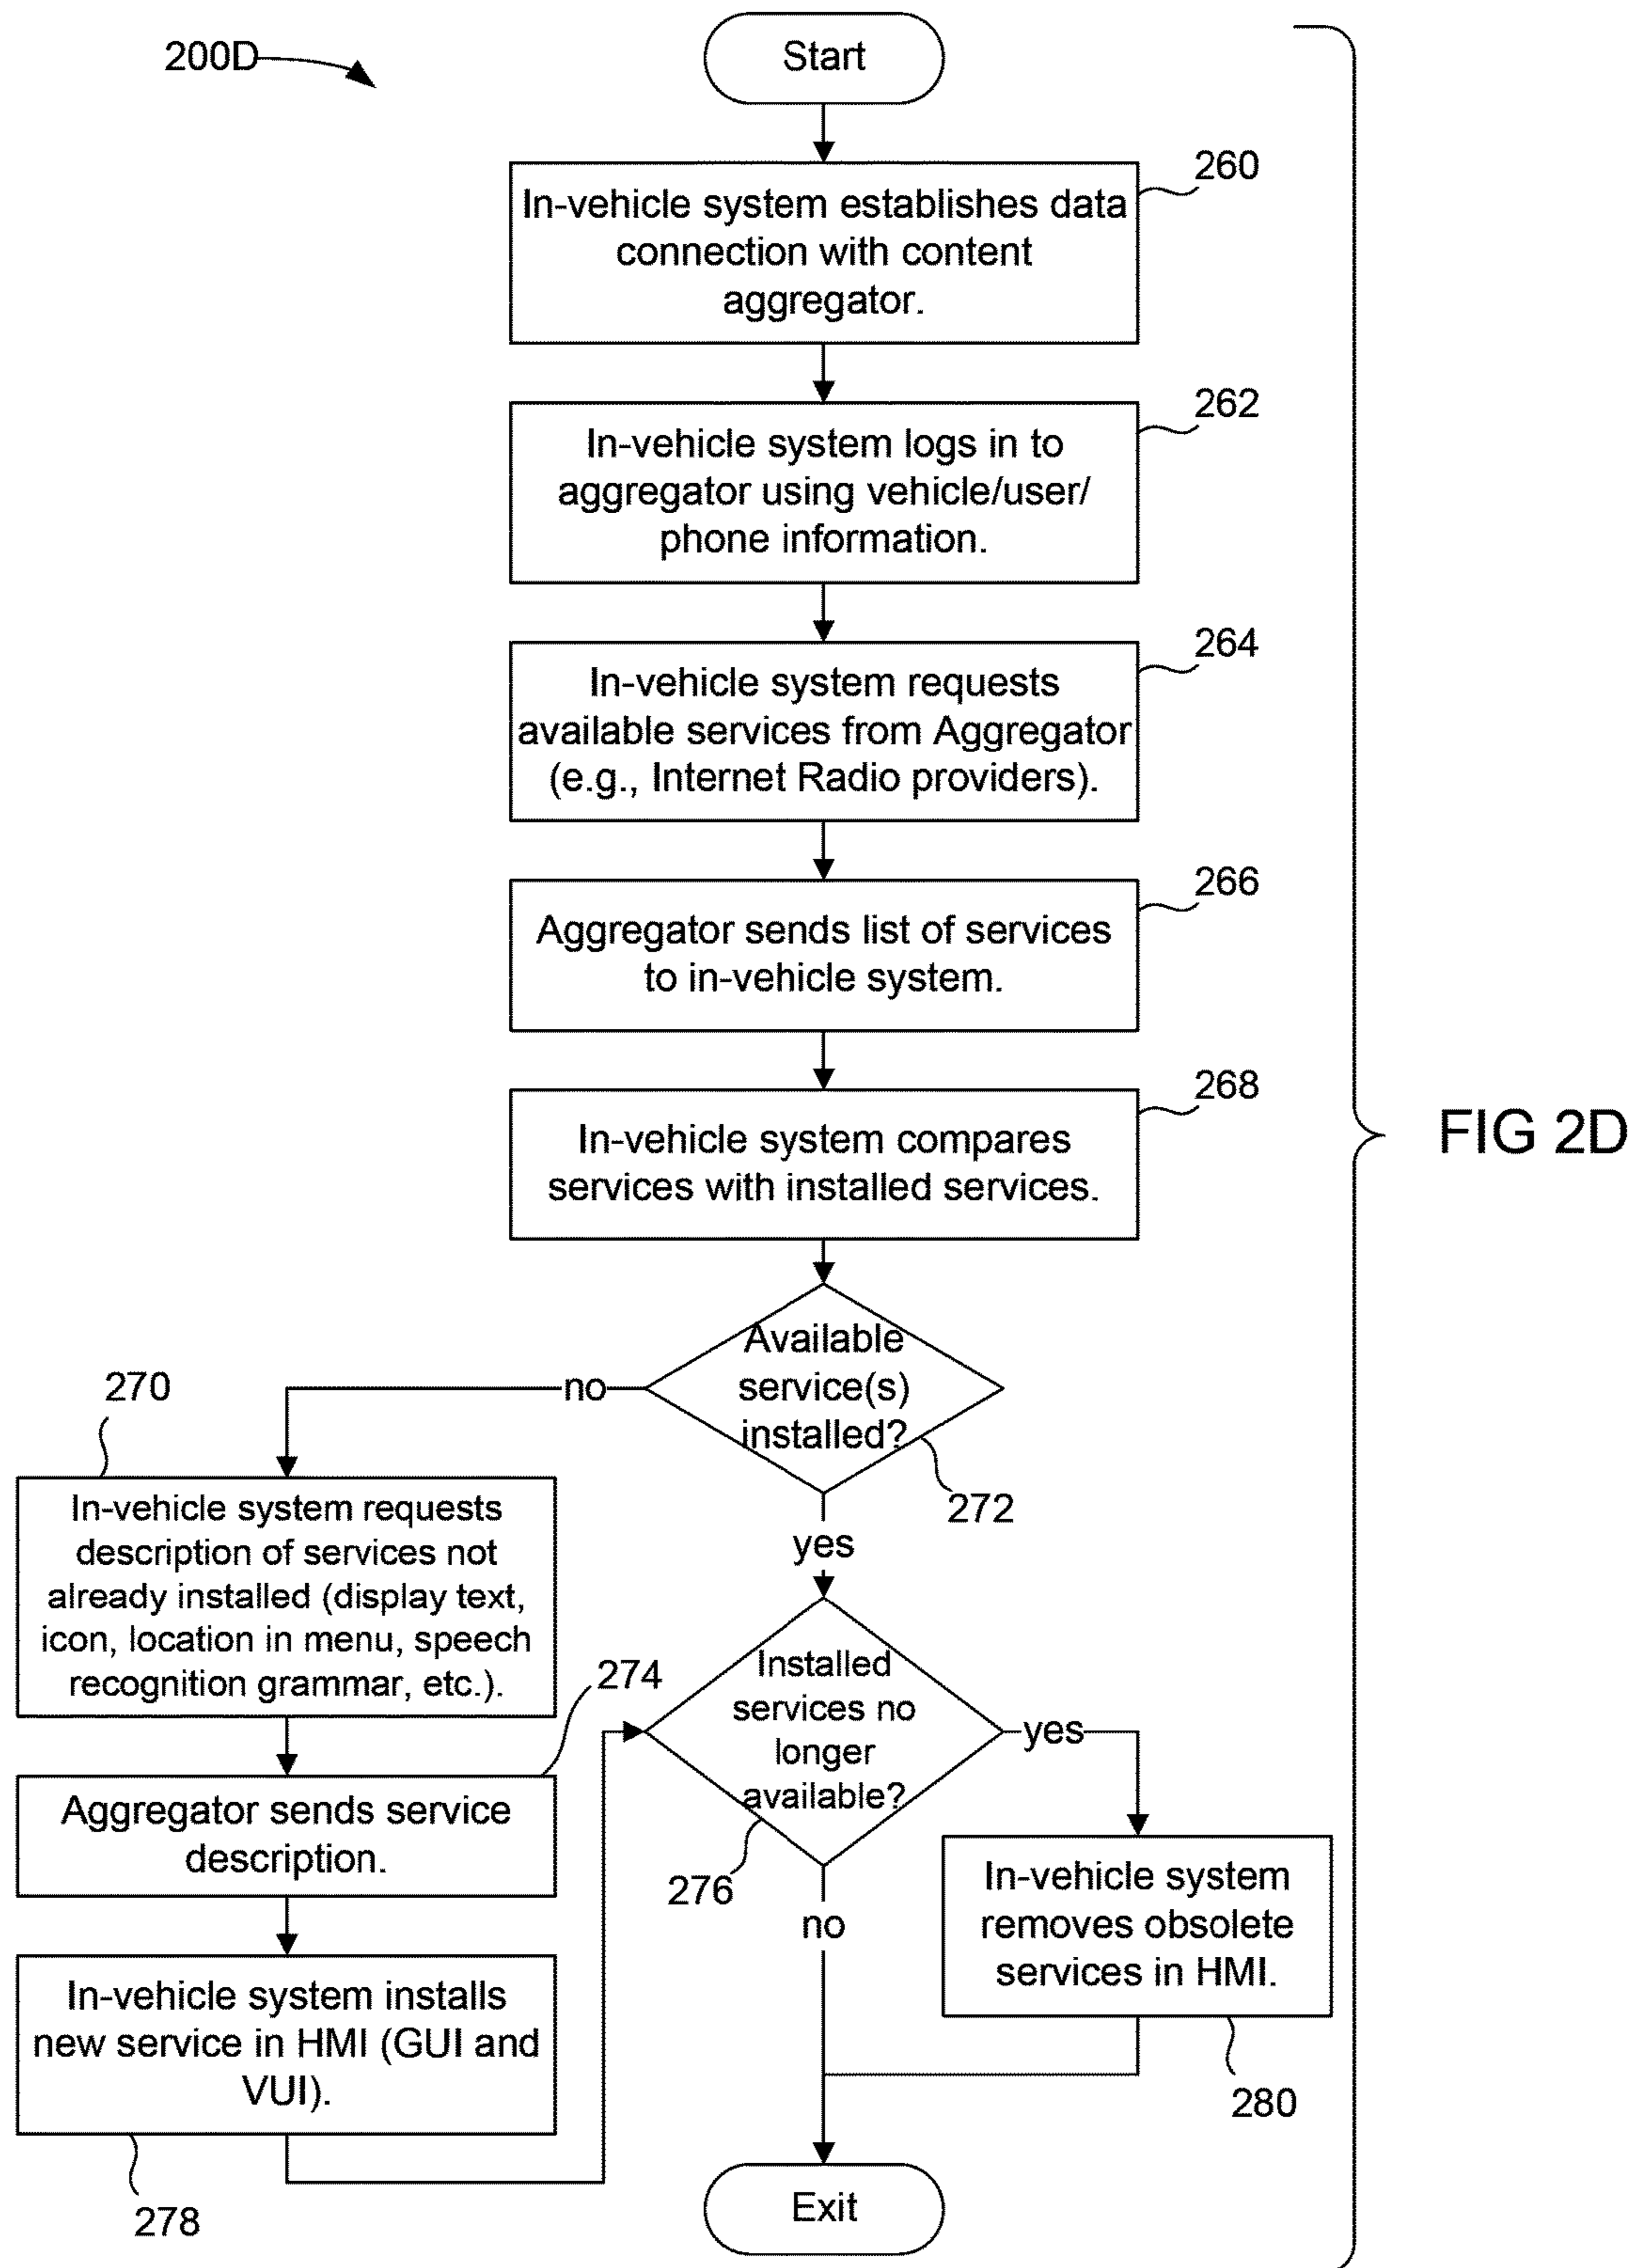 200D
Start
260
In-vehicle system establishes data
connection with content
aggregator.
262
In-vehicle system logs in to
aggregator using vehicle/user/
phone information.
264
In-vehicle system requests
available services from Aggregator
(e.g., Internet Radio providers).
266
Aggregator sends list of services
to in-vehicle system.
268
In-vehicle system compares
services with installed services.
FIG 2D
Available
service(s)
installed?
272
no
yes
270
In-vehicle system requests
description of services not
already installed (display text,
icon, location in menu, speech
recognition grammar, etc.).
274
Aggregator sends service
description.
In-vehicle system installs
new service in HMI (GUI and
VUI).
278
Installed
services no
longer
available?
276
yes
no
In-vehicle system
removes obsolete
services in HMI.
280
Exit